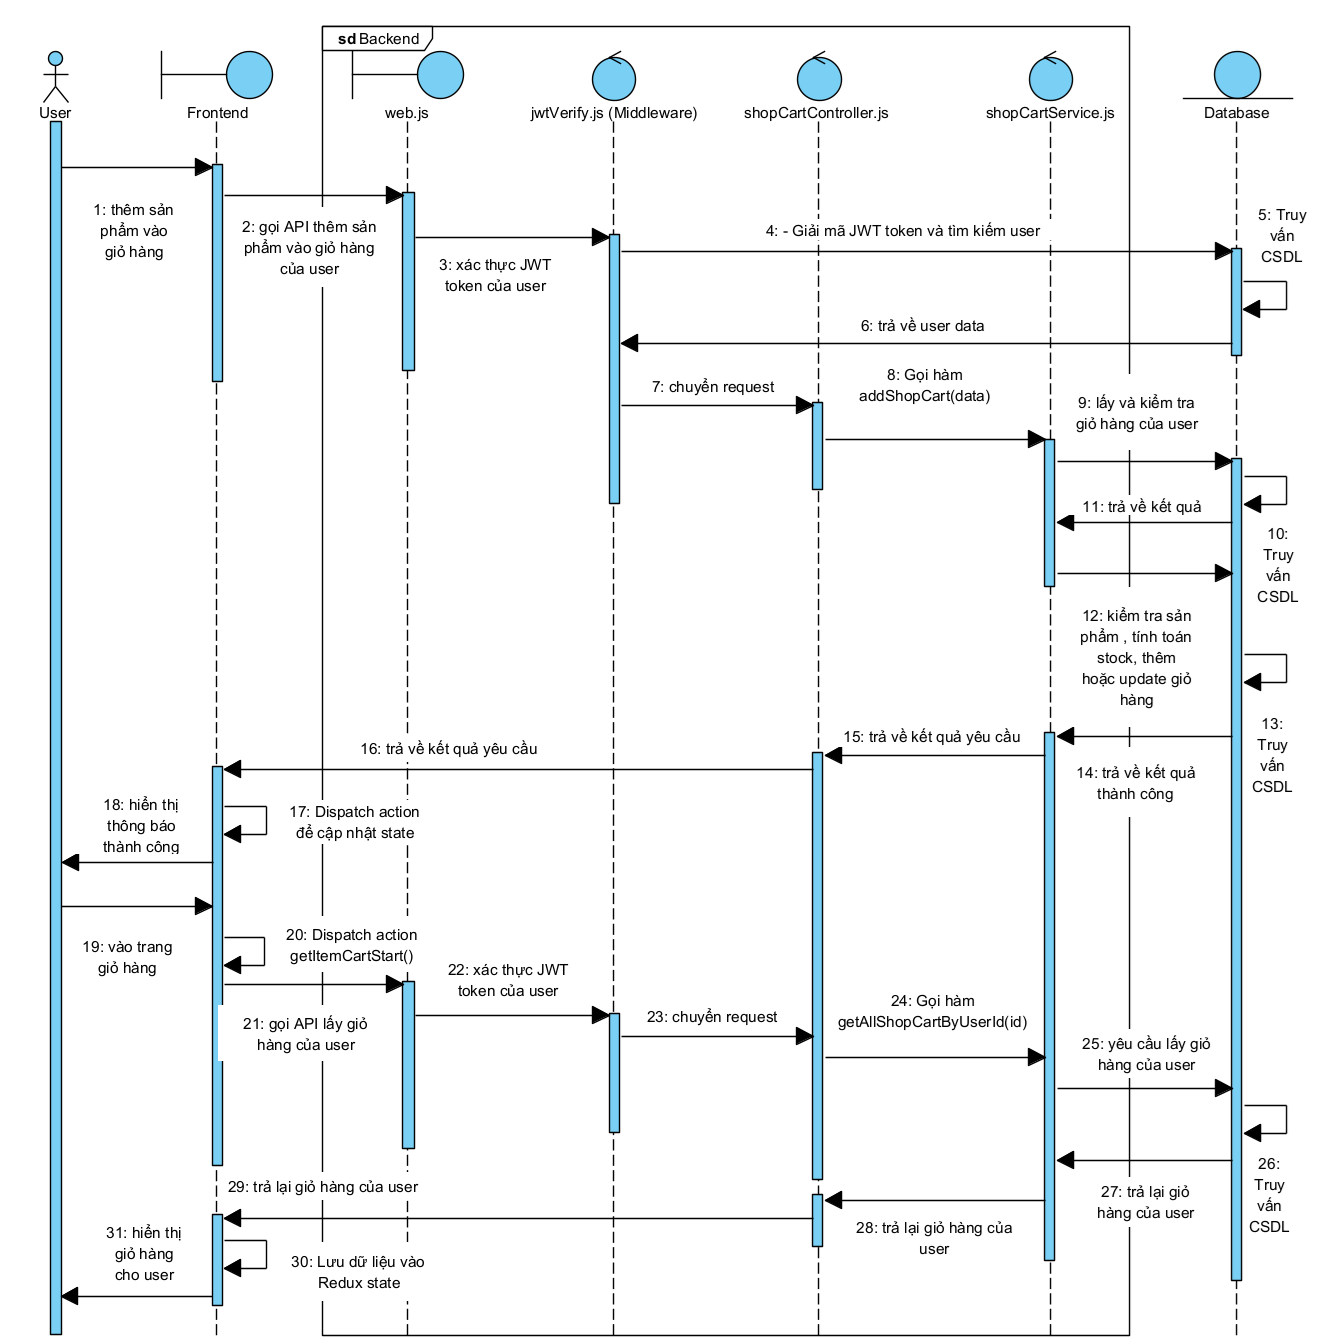 sd Backend
User
Frontend
web.js
jwtVerify.js (Middleware)
shopCartController.js
shopCartService.js
Database
1: thêm sản
phẩm vào
giỏ hàng
2: gọi API thêm sản
phẩm vào giỏ hàng
của user
3: xác thực JWT
token của user
4: - Giải mã JWT token và tìm kiếm user
5: Truy
vấn
CSDL
6: trả về user data
7: chuyển request
8: Gọi hàm
addShopCart(data)
9: lấy và kiểm tra
giỏ hàng của user
11: trả về kết quả
10:
Truy
vấn
CSDL
12: kiểm tra sản
phẩm , tính toán
stock, thêm
hoặc update giỏ
hàng
13:
Truy
vấn
CSDL
14: trả về kết quả
thành công
15: trả về kết quả yêu cầu
16: trả về kết quả yêu cầu
17: Dispatch action
để cập nhật state
18: hiển thị
thông báo
thành công
19: vào trang
giỏ hàng
20: Dispatch action
getItemCartStart()
21: gọi API lấy giỏ
hàng của user
22: xác thực JWT
token của user
23: chuyển request
24: Gọi hàm
getAllShopCartByUserId(id)
25: yêu cầu lấy giỏ
hàng của user
26:
Truy
vấn
CSDL
27: trả lại giỏ
hàng của user
28: trả lại giỏ hàng của
user
29: trả lại giỏ hàng của user
30: Lưu dữ liệu vào
Redux state
31: hiển thị
giỏ hàng
cho user